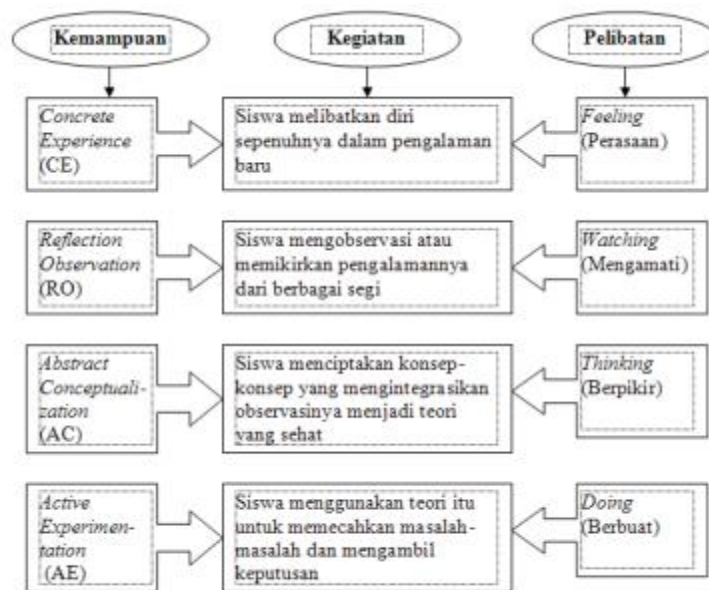 Kemampuan
Kegiatan
Pelibatan
Concrete
Experience
(CE)
Siswa melibatkan diri
sepenuhnya dalam pengalaman
baru
Feeling
(Perasaan)
Reflection
Observation
(RO)
Siswa mengobservasi atau
memikirkan pengalamannya
dari berbagai segi
Watching
(Mengamati)
Abstract
Conceptuali-
zation
(AC)
Siswa menciptakan konsep-
konsep yang mengintegrasikan
observasinya menjadi teori
yang sehat
Thinking
(Berpikir)
Active
Experimen-
tation
(AE)
Siswa menggunakan teori itu
untuk memecahkan masalah-
masalah dan mengambil
keputusan
Doing
(Berbuat)